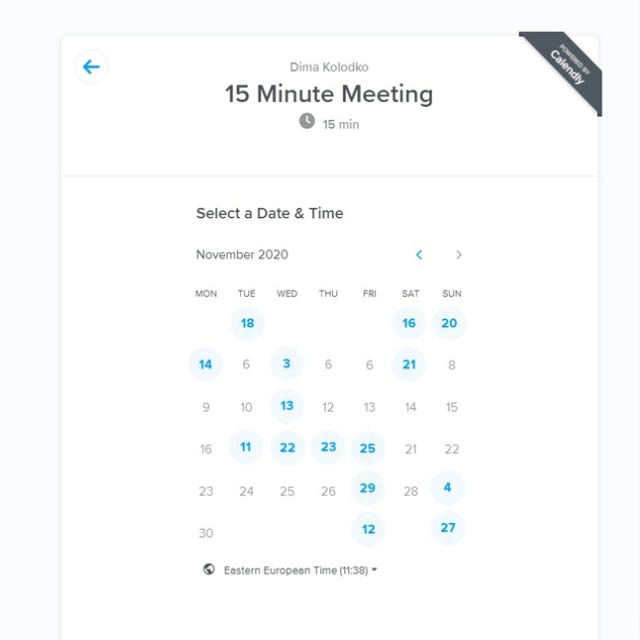 POWERED BY
Calendly
Dima Kolodko
15 Minute Meeting
15 min
Select a Date & Time
November 2020
MON TUE WED THU FRI SAT SUN
18 16 20
14 6 3 6 6 21 8
9 10 13 12 13 14 15
16 11 22 23 25 21 22
23 24 25 26 29 28 4
30 12 27
Eastern European Time (11:38)